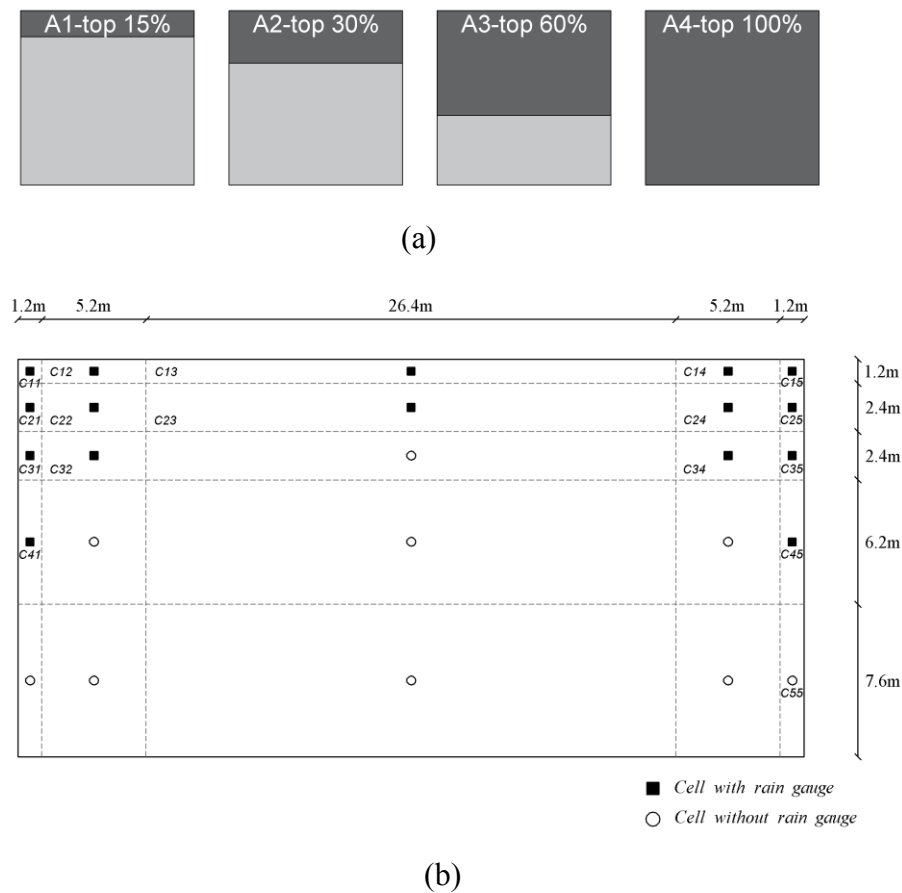 A1-top 15% A2-top 30% A3-top 60% A4-top 100%
(a)
1.2m 5.2m 26.4m 5.2m 1.2m
C12 C13 C14 1.2m
C11 C15
C21 C22 C23 C24 C25 2.4m
C31 C32 C34 C35 2.4m
C41 C45 6.2m
C55 7.6m
Cell with rain gauge
Cell without rain gauge
(b)